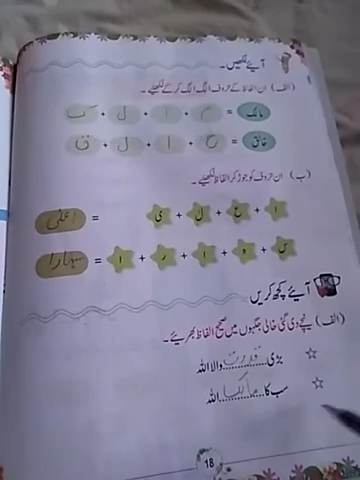 آیئے لکھیں۔
(الف) ان الفاظ کے حروف الگ الگ کر کے لکھیے۔
مالک = م + ا + ل + ک
خالق = خ + ا + ل + ق
(ب) ان حروف کو جوڑ کر الفاظ لکھیے۔
ا + ع + ل + ی = اعلی
س + ہ + ا + ر + ا = سہارا
آیئے کچھ کریں
(الف) نیچے دی گئی خالی جگہوں میں صحیح الفاظ بھریئے۔
بڑی قدرت والا اللہ
سب کا مالک اللہ
18